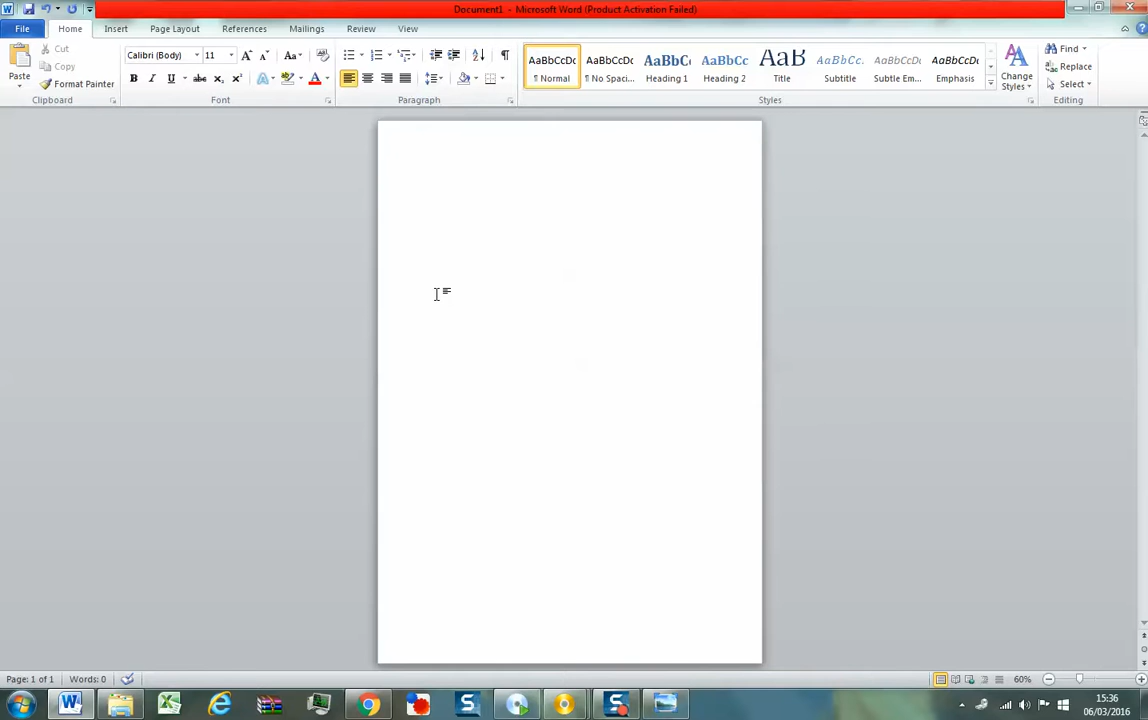 Document1 - Microsoft Word (Product Activation Failed)
File Home Insert Page Layout References Mailings Review View
Paste
Cut
Copy
Format Painter
Clipboard
Calibri (Body) 11
Font
Paragraph
AaBbCcDc AaBbCcDc AaBbC AaBbCc AaB AaBbCc. AaBbCcDc AaBbCcDc
¶ Normal ¶ No Spaci... Heading 1 Heading 2 Title Subtitle Subtle Em... Emphasis
Change
Styles
Styles
Find
Replace
Select
Editing
Page: 1 of 1 Words: 0
60%
15:36
06/03/2016